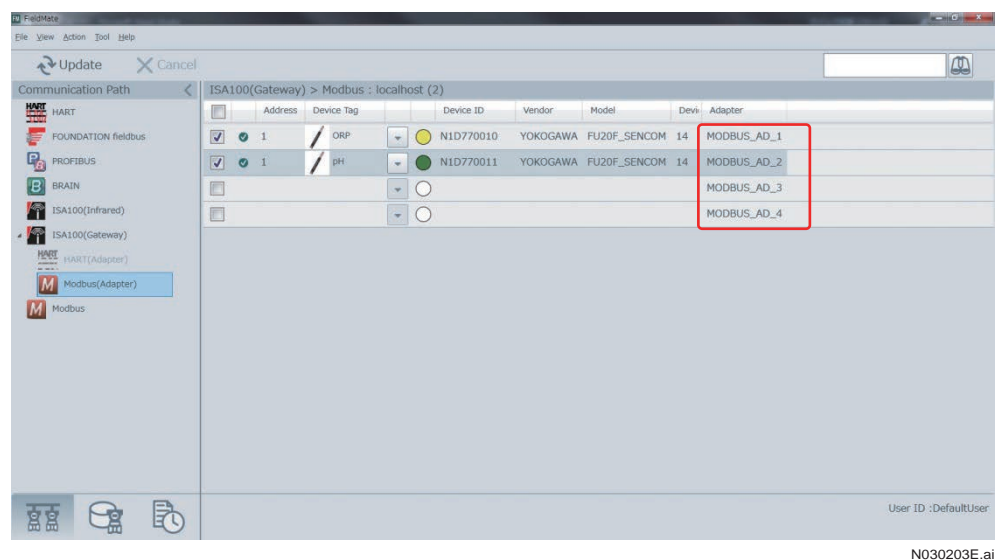 FieldMate
File View Action Tool Help
Update Cancel
Communication Path
ISA100(Gateway) > Modbus : localhost (2)
HART HART
FOUNDATION fieldbus
PROFIBUS
B BRAIN
ISA100(Infrared)
ISA100(Gateway)
HART HART(Adapter)
M Modbus(Adapter)
M Modbus
Address Device Tag Device ID Vendor Model Devi Adapter
1 ORP N1D770010 YOKOGAWA FU20F_SENCOM 14 MODBUS_AD_1
1 pH N1D770011 YOKOGAWA FU20F_SENCOM 14 MODBUS_AD_2
MODBUS_AD_3
MODBUS_AD_4
User ID :DefaultUser
N030203E.ai